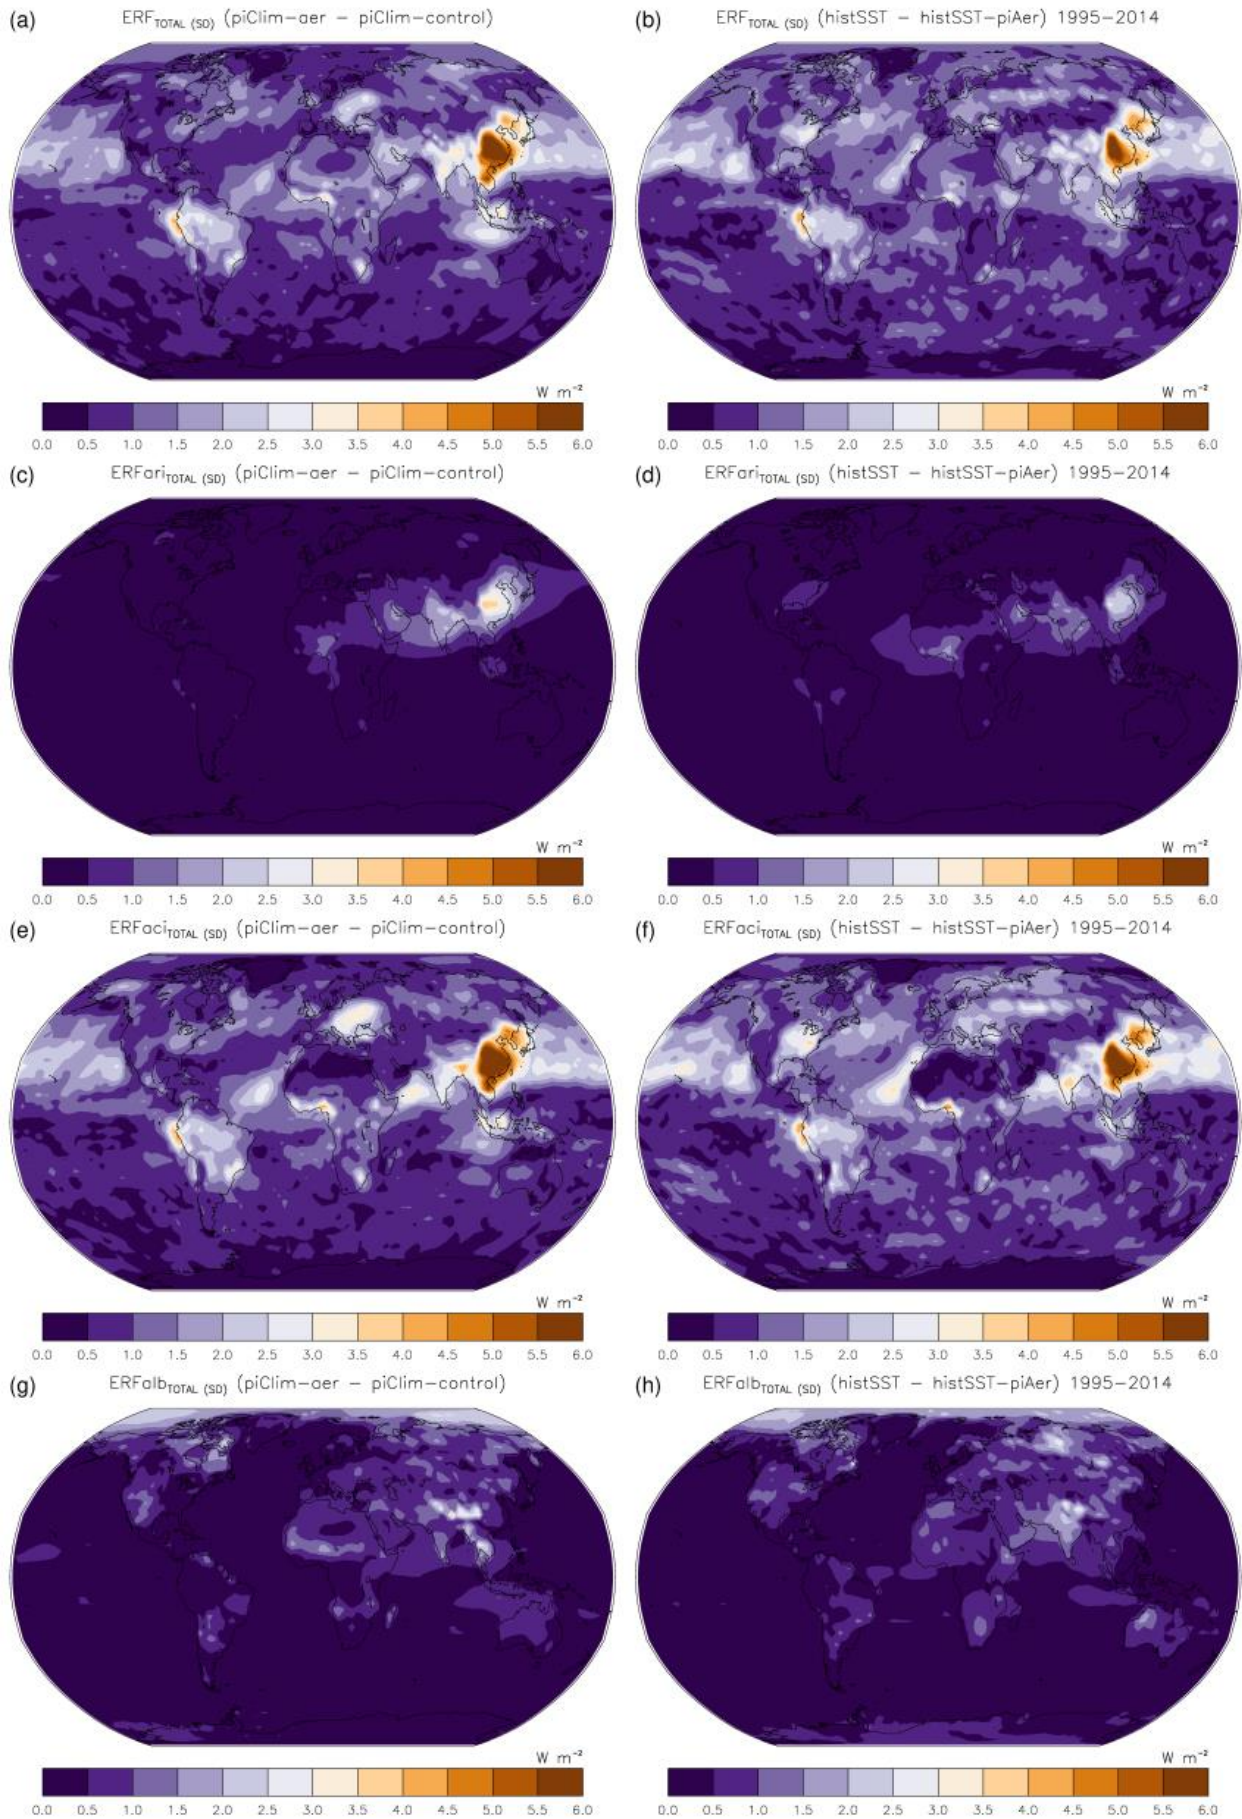 (a) ERF_TOTAL (SD) (piClim-aer - piClim-control)
(b) ERF_TOTAL (SD) (histSST - histSST-piAer) 1995-2014
W m⁻²
0.0 0.5 1.0 1.5 2.0 2.5 3.0 3.5 4.0 4.5 5.0 5.5 6.0
W m⁻²
0.0 0.5 1.0 1.5 2.0 2.5 3.0 3.5 4.0 4.5 5.0 5.5 6.0
(c) ERFari_TOTAL (SD) (piClim-aer - piClim-control)
(d) ERFari_TOTAL (SD) (histSST - histSST-piAer) 1995-2014
W m⁻²
0.0 0.5 1.0 1.5 2.0 2.5 3.0 3.5 4.0 4.5 5.0 5.5 6.0
W m⁻²
0.0 0.5 1.0 1.5 2.0 2.5 3.0 3.5 4.0 4.5 5.0 5.5 6.0
(e) ERFaci_TOTAL (SD) (piClim-aer - piClim-control)
(f) ERFaci_TOTAL (SD) (histSST - histSST-piAer) 1995-2014
W m⁻²
0.0 0.5 1.0 1.5 2.0 2.5 3.0 3.5 4.0 4.5 5.0 5.5 6.0
W m⁻²
0.0 0.5 1.0 1.5 2.0 2.5 3.0 3.5 4.0 4.5 5.0 5.5 6.0
(g) ERFalb_TOTAL (SD) (piClim-aer - piClim-control)
(h) ERFalb_TOTAL (SD) (histSST - histSST-piAer) 1995-2014
W m⁻²
0.0 0.5 1.0 1.5 2.0 2.5 3.0 3.5 4.0 4.5 5.0 5.5 6.0
W m⁻²
0.0 0.5 1.0 1.5 2.0 2.5 3.0 3.5 4.0 4.5 5.0 5.5 6.0